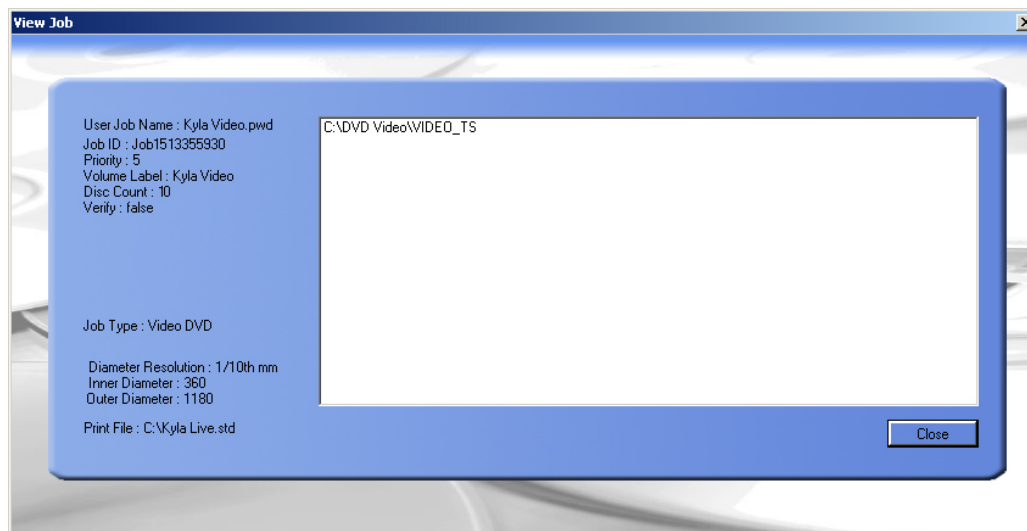 View Job
User Job Name : Kyla Video.pwd
Job ID : Job1513355930
Priority : 5
Volume Label : Kyla Video
Disc Count : 10
Verify : false
Job Type : Video DVD
Diameter Resolution : 1/10th mm
Inner Diameter : 360
Outer Diameter : 1180
Print File : C:\Kyla Live.std
C:\DVD Video\VIDEO_TS
Close